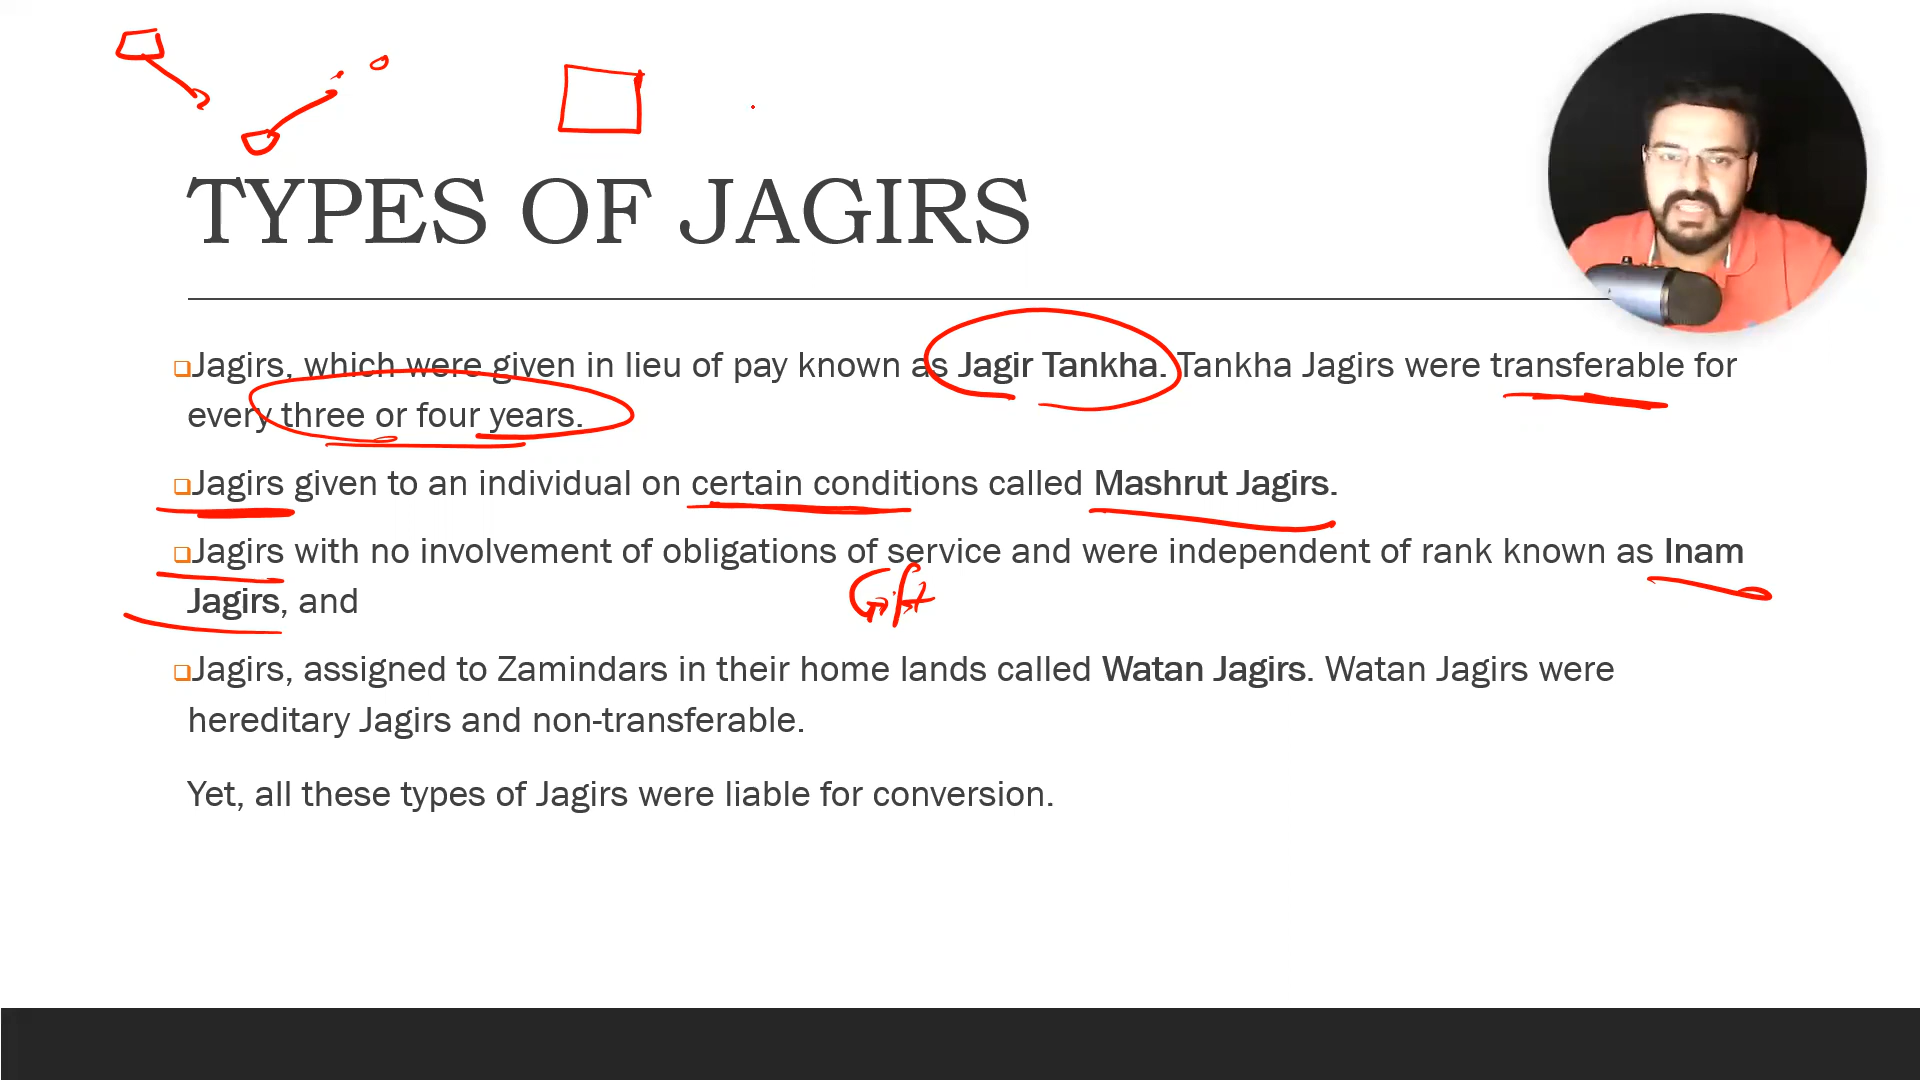 TYPES OF JAGIRS
Jagirs, which were given in lieu of pay known as Jagir Tankha. Tankha Jagirs were transferable for
every three or four years.
Jagirs given to an individual on certain conditions called Mashrut Jagirs.
Jagirs with no involvement of obligations of service and were independent of rank known as Inam
Jagirs, and
Gift
Jagirs, assigned to Zamindars in their home lands called Watan Jagirs. Watan Jagirs were
hereditary Jagirs and non-transferable.
Yet, all these types of Jagirs were liable for conversion.